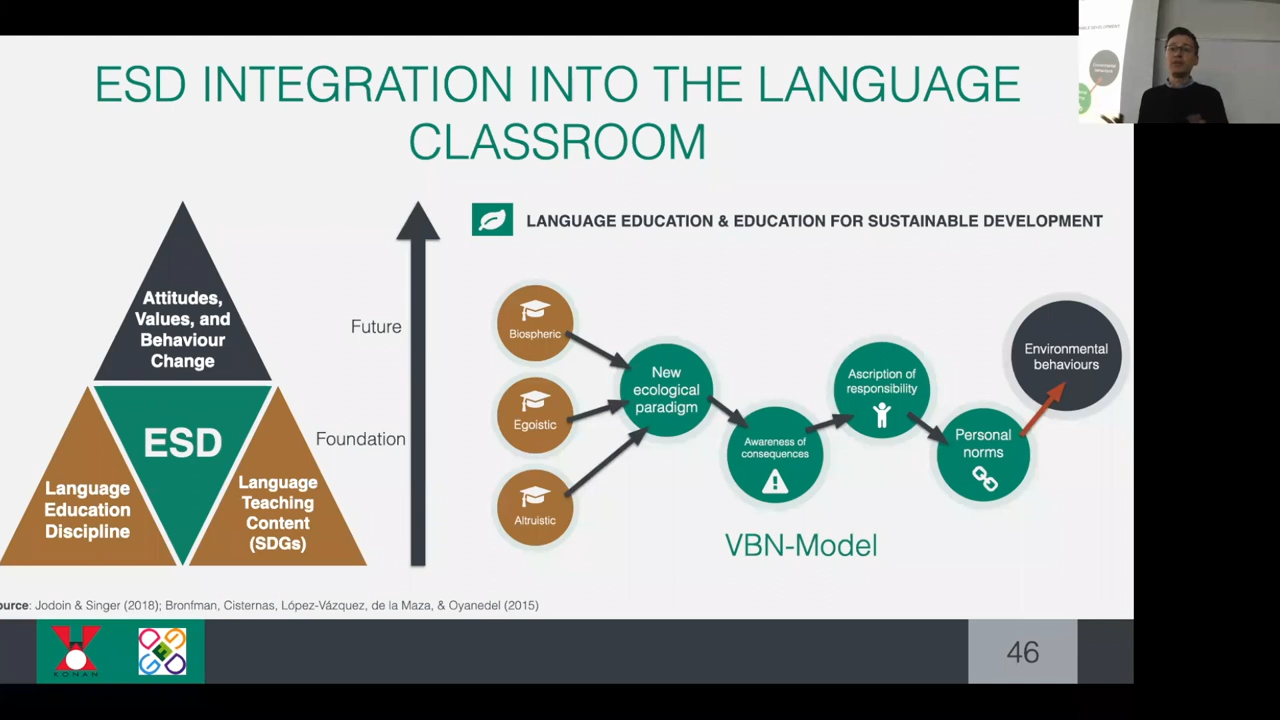 ESD INTEGRATION INTO THE LANGUAGE
CLASSROOM
LANGUAGE EDUCATION & EDUCATION FOR SUSTAINABLE DEVELOPMENT
Attitudes,
Values, and
Behaviour
Change
ESD
Language
Education
Discipline
Language
Teaching
Content
(SDGs)
Future
Foundation
Biospheric
Egoistic
Altruistic
New
ecological
paradigm
Awareness of
consequences
Ascription of
responsibility
Personal
norms
Environmental
behaviours
VBN-Model
ource: Jodoin & Singer (2018); Bronfman, Cisternas, López-Vázquez, de la Maza, & Oyanedel (2015)
KONAN
46